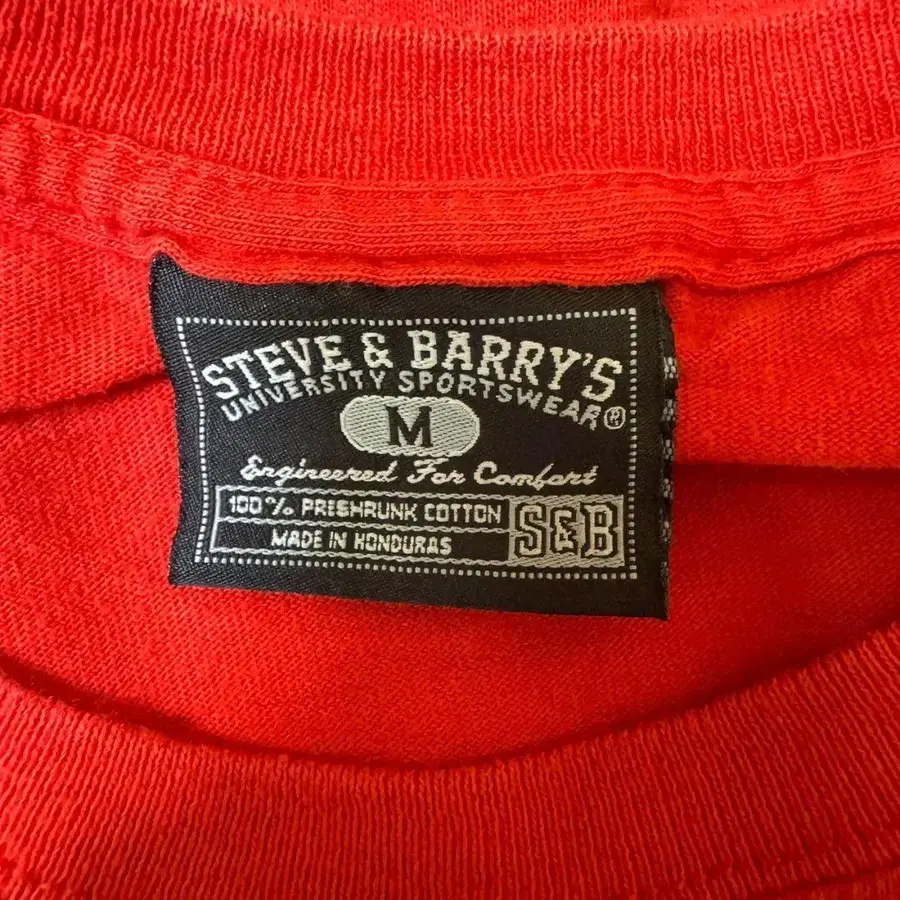 STEVE & BARRY'S
UNIVERSITY SPORTSWEAR®
M
Engineered For Comfort
100% PRESHRUNK COTTON
MADE IN HONDURAS
S&B